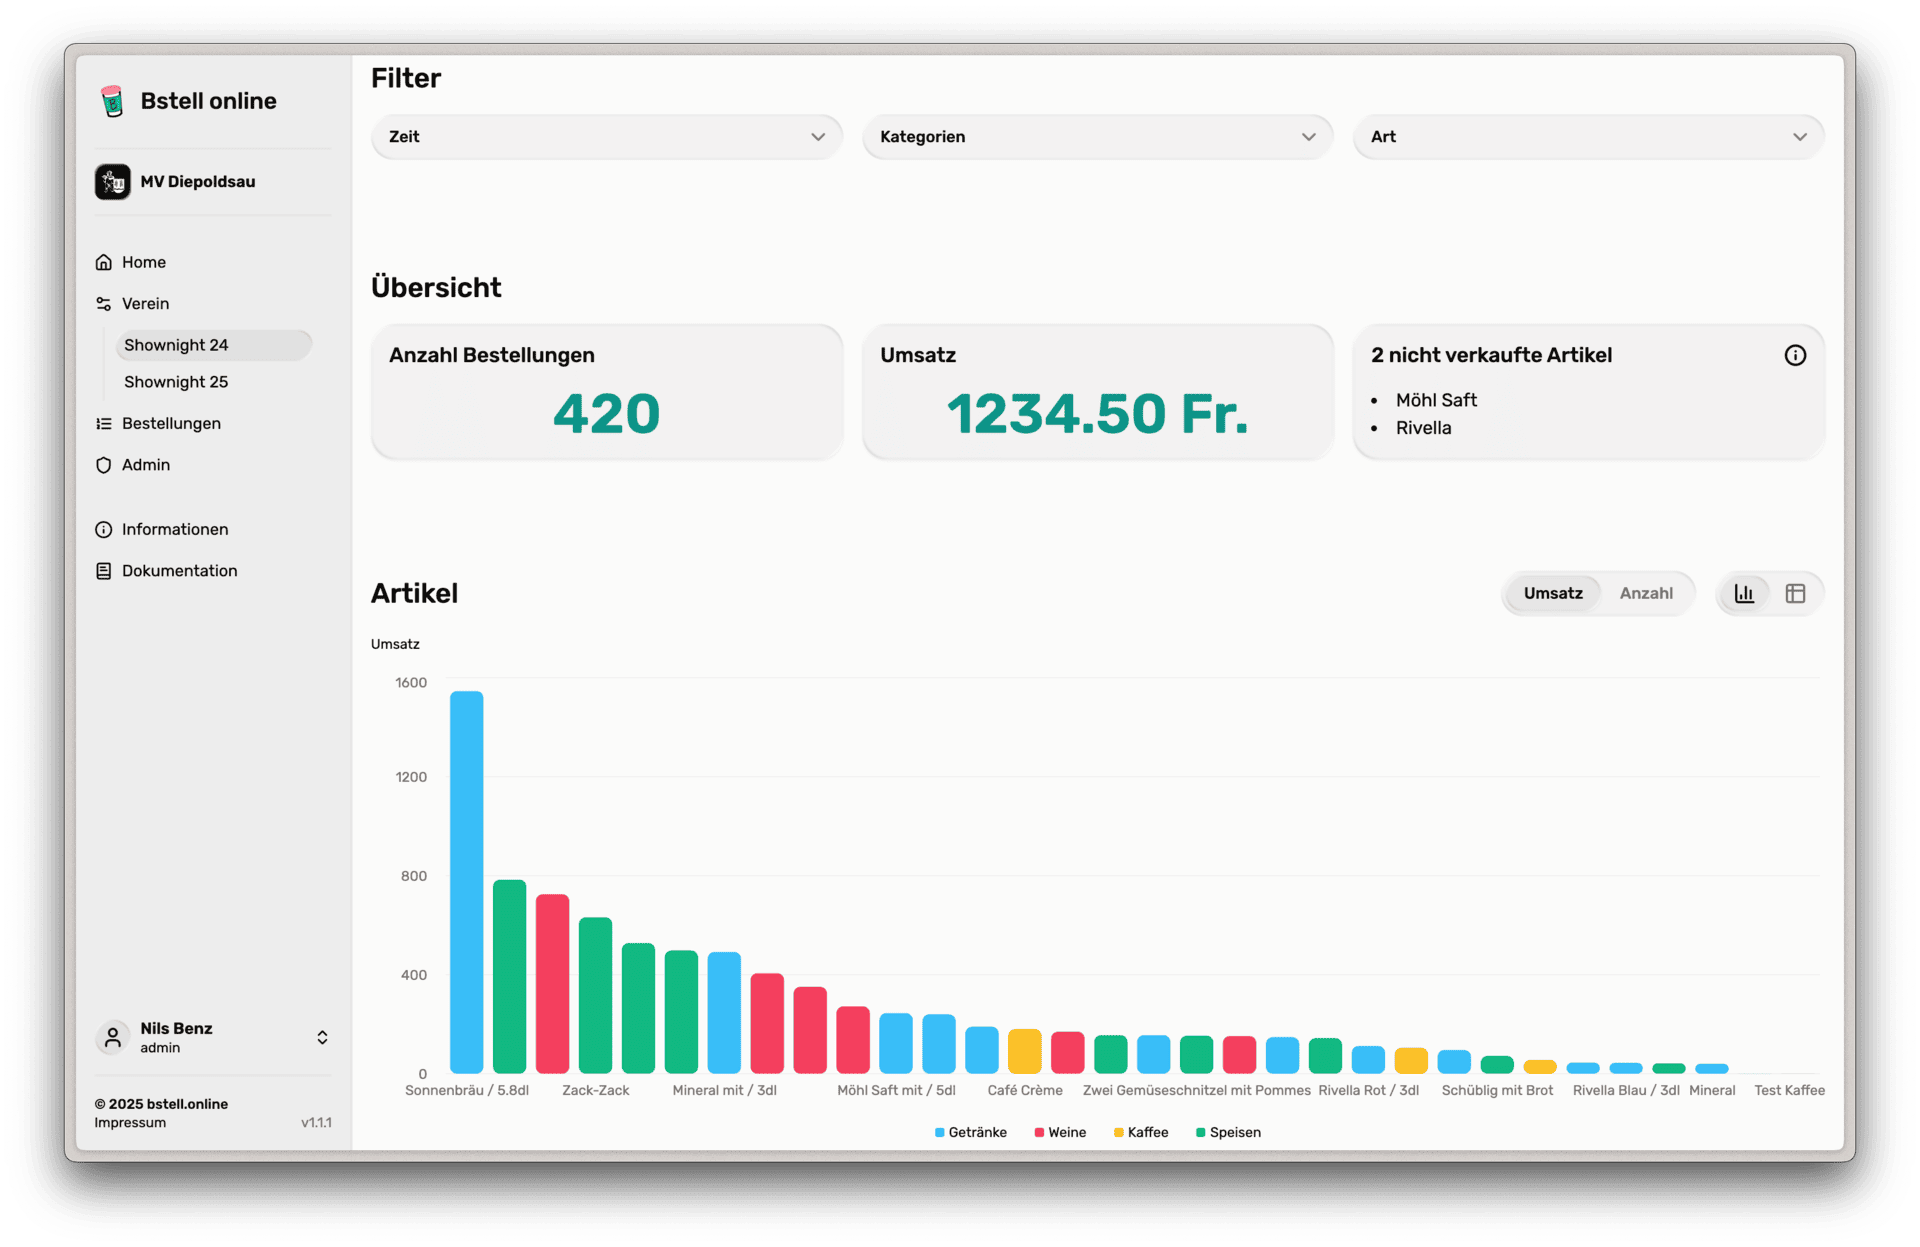 Bstell online
MV Diepoldsau
Home
Verein
Shownight 24
Shownight 25
Bestellungen
Admin
Informationen
Dokumentation
Nils Benz
admin
© 2025 bstell.online
Impressum
v1.1.1
Filter
Zeit
Kategorien
Art
Übersicht
Anzahl Bestellungen
420
Umsatz
1234.50 Fr.
2 nicht verkaufte Artikel
• Möhl Saft
• Rivella
Artikel
Umsatz
Anzahl
Umsatz
1600
1200
800
400
0
Sonnenbräu / 5.8dl
Zack-Zack
Mineral mit / 3dl
Möhl Saft mit / 5dl
Café Crème
Zwei Gemüseschnitzel mit Pommes
Rivella Rot / 3dl
Schüblig mit Brot
Rivella Blau / 3dl
Mineral
Test Kaffee
Getränke
Weine
Kaffee
Speisen